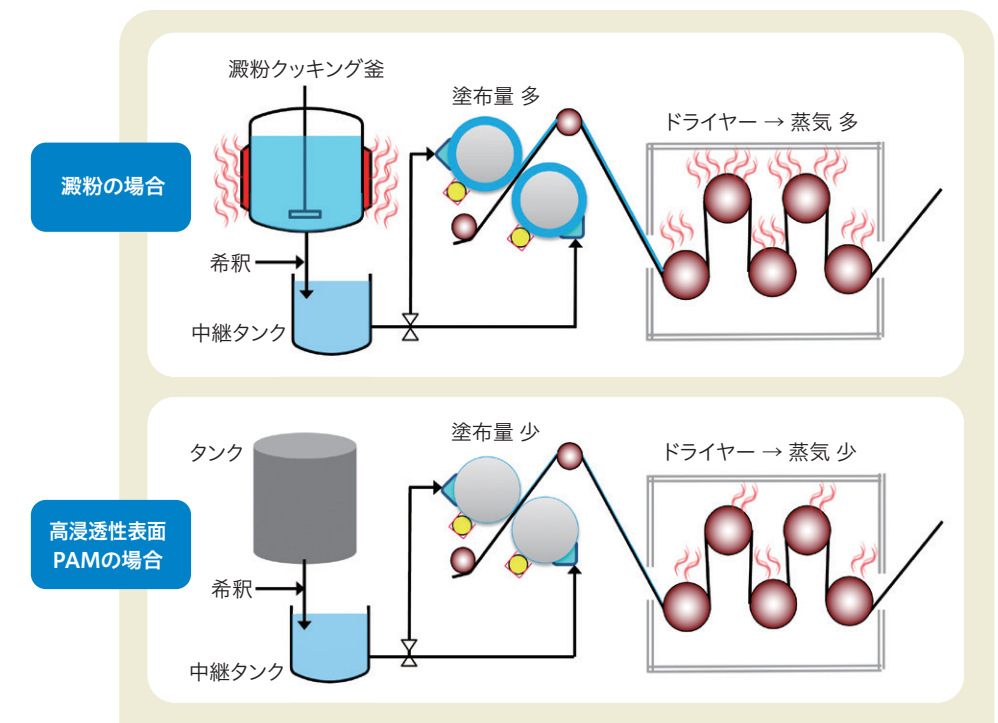 澱粉の場合
澱粉クッキング釜
塗布量 多
ドライヤー → 蒸気 多
希釈
中継タンク
高浸透性表面
PAMの場合
タンク
塗布量 少
ドライヤー → 蒸気 少
希釈
中継タンク